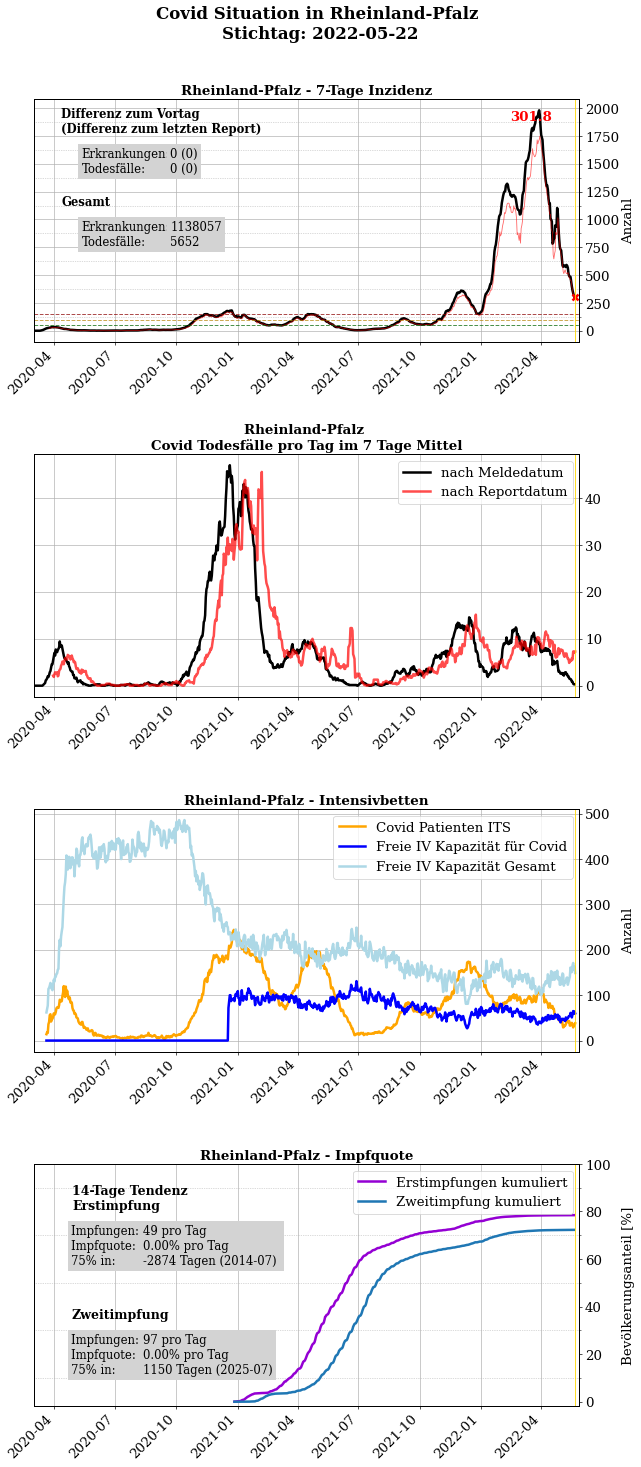 Covid Situation in Rheinland-Pfalz
Stichtag: 2022-05-22
Rheinland-Pfalz - 7-Tage Inzidenz
Differenz zum Vortag
(Differenz zum letzten Report)
Erkrankungen 0 (0)
Todesfälle: 0 (0)
Gesamt
Erkrankungen 1138057
Todesfälle: 5652
301.8
2000
1750
1500
1250
1000
750
500
250
0
Anzahl
2020-04
2020-07
2020-10
2021-01
2021-04
2021-07
2021-10
2022-01
2022-04
Rheinland-Pfalz
Covid Todesfälle pro Tag im 7 Tage Mittel
nach Meldedatum
nach Reportdatum
40
30
20
10
0
2020-04
2020-07
2020-10
2021-01
2021-04
2021-07
2021-10
2022-01
2022-04
Rheinland-Pfalz - Intensivbetten
Covid Patienten ITS
Freie IV Kapazität für Covid
Freie IV Kapazität Gesamt
500
400
300
200
100
0
Anzahl
2020-04
2020-07
2020-10
2021-01
2021-04
2021-07
2021-10
2022-01
2022-04
Rheinland-Pfalz - Impfquote
14-Tage Tendenz
Erstimpfung
Impfungen: 49 pro Tag
Impfquote: 0.00% pro Tag
75% in: -2874 Tagen (2014-07)
Zweitimpfung
Impfungen: 97 pro Tag
Impfquote: 0.00% pro Tag
75% in: 1150 Tagen (2025-07)
Erstimpfungen kumuliert
Zweitimpfung kumuliert
100
80
60
40
20
0
Bevölkerungsanteil [%]
2020-04
2020-07
2020-10
2021-01
2021-04
2021-07
2021-10
2022-01
2022-04